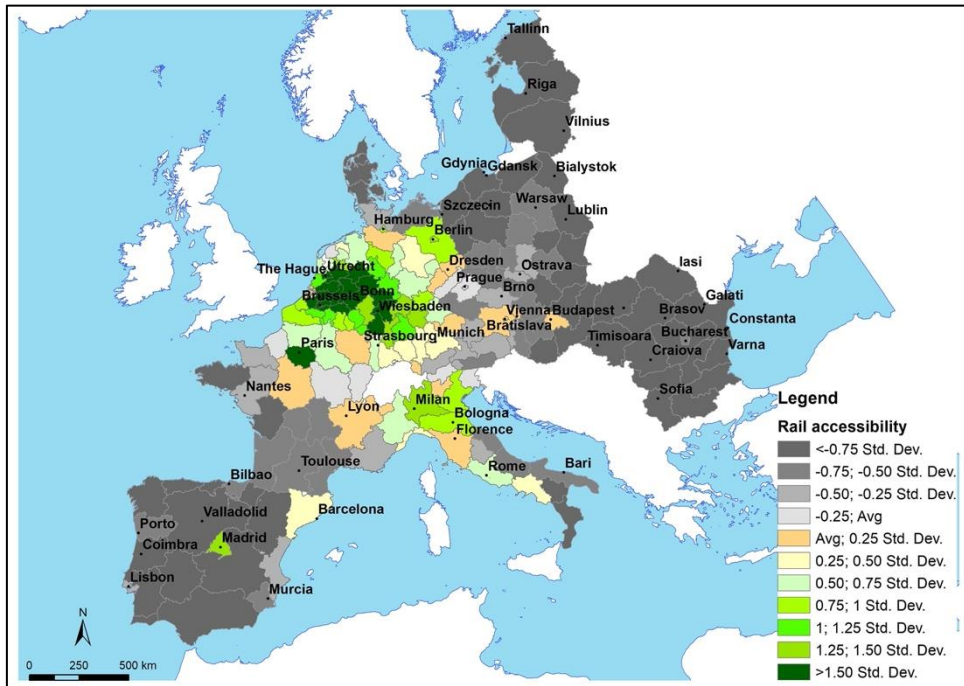 Tallinn
Riga
Vilnius
Gdynia
Gdansk
Bialystok
Szczecin
Warsaw
Hamburg
Lublin
Berlin
The Hague
Utrecht
Dresden
Iasi
Prague
Ostrava
Brussels
Bonn
Brno
Wiesbaden
Galati
Brasov
Vienna
Budapest
Constanta
Paris
Strasbourg
Munich
Bratislava
Timisoara
Bucharest
Craiova
Varna
Nantes
Sofia
Lyon
Milan
Bologna
Florence
Toulouse
Rome
Bari
Bilbao
Valladolid
Barcelona
Porto
Madrid
Coimbra
Lisbon
Murcia
N
0 250 500 km
Legend
Rail accessibility
<-0.75 Std. Dev.
-0.75; -0.50 Std. Dev.
-0.50; -0.25 Std. Dev.
-0.25; Avg
Avg; 0.25 Std. Dev.
0.25; 0.50 Std. Dev.
0.50; 0.75 Std. Dev.
0.75; 1 Std. Dev.
1; 1.25 Std. Dev.
1.25; 1.50 Std. Dev.
>1.50 Std. Dev.